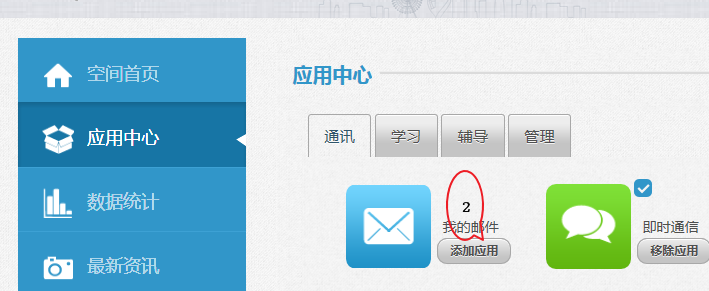 空间首页
应用中心
数据统计
最新资讯
应用中心
通讯 学习 辅导 管理
2
我的邮件
添加应用
即时通信
移除应用